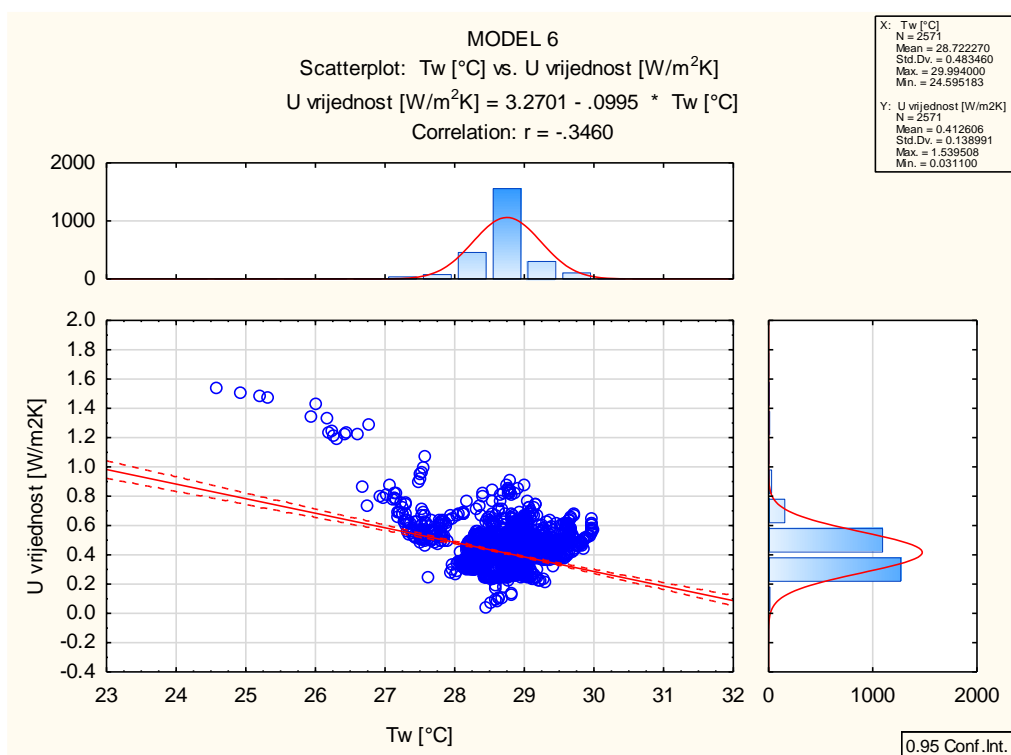 MODEL 6
Scatterplot: Tw [°C] vs. U vrijednost [W/m²K]
U vrijednost [W/m²K] = 3.2701 - .0995 * Tw [°C]
Correlation: r = -.3460
X: Tw [°C]
N = 2571
Mean = 28.722270
Std.Dv. = 0.483460
Max. = 29.994000
Min. = 24.595183
Y: U vrijednost [W/m2K]
N = 2571
Mean = 0.412606
Std.Dv. = 0.138991
Max. = 1.539508
Min. = 0.031100
2000
1000
0
2.0
1.8
1.6
1.4
1.2
1.0
0.8
0.6
0.4
0.2
0.0
-0.2
-0.4
U vrijednost [W/m2K]
23 24 25 26 27 28 29 30 31 32
Tw [°C]
0 1000 2000
0.95 Conf.Int.